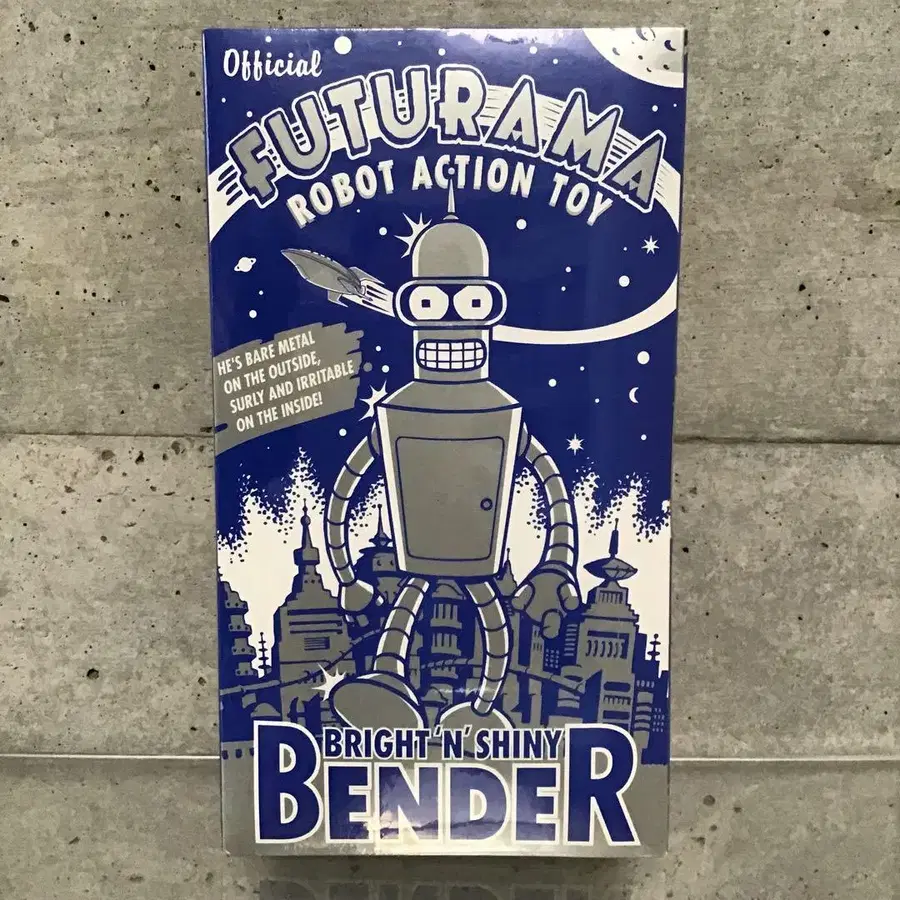 Official
FUTURAMA
ROBOT ACTION TOY
HE'S BARE METAL
ON THE OUTSIDE,
SURLY AND IRRITABLE
ON THE INSIDE!
BRIGHT 'N' SHINY
BENDER